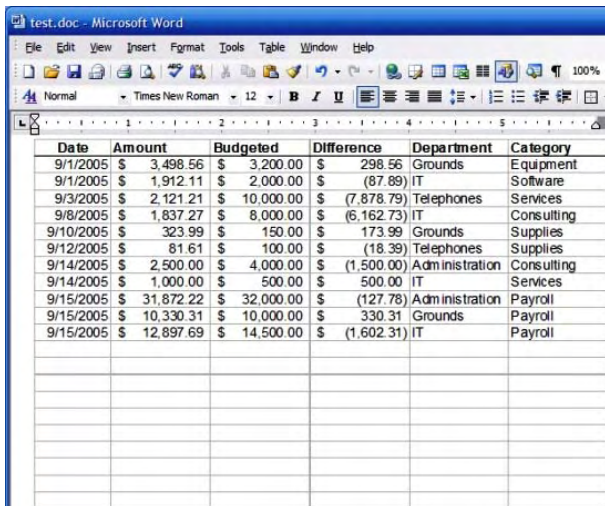 test.doc - Microsoft Word
File Edit View Insert Format Tools Table Window Help
100%
Normal Times New Roman 12 B I U
1 2 3 4 5
Date Amount Budgeted Difference Department Category
9/1/2005 $ 3,498.56 $ 3,200.00 $ 298.56 Grounds Equipment
9/1/2005 $ 1,912.11 $ 2,000.00 $ (87.89) IT Software
9/3/2005 $ 2,121.21 $ 10,000.00 $ (7,878.79) Telephones Services
9/8/2005 $ 1,837.27 $ 8,000.00 $ (6,162.73) IT Consulting
9/10/2005 $ 323.99 $ 150.00 $ 173.99 Grounds Supplies
9/12/2005 $ 81.61 $ 100.00 $ (18.39) Telephones Supplies
9/14/2005 $ 2,500.00 $ 4,000.00 $ (1,500.00) Administration Consulting
9/14/2005 $ 1,000.00 $ 500.00 $ 500.00 IT Services
9/15/2005 $ 31,872.22 $ 32,000.00 $ (127.78) Administration Payroll
9/15/2005 $ 10,330.31 $ 10,000.00 $ 330.31 Grounds Payroll
9/15/2005 $ 12,897.69 $ 14,500.00 $ (1,602.31) IT Payroll